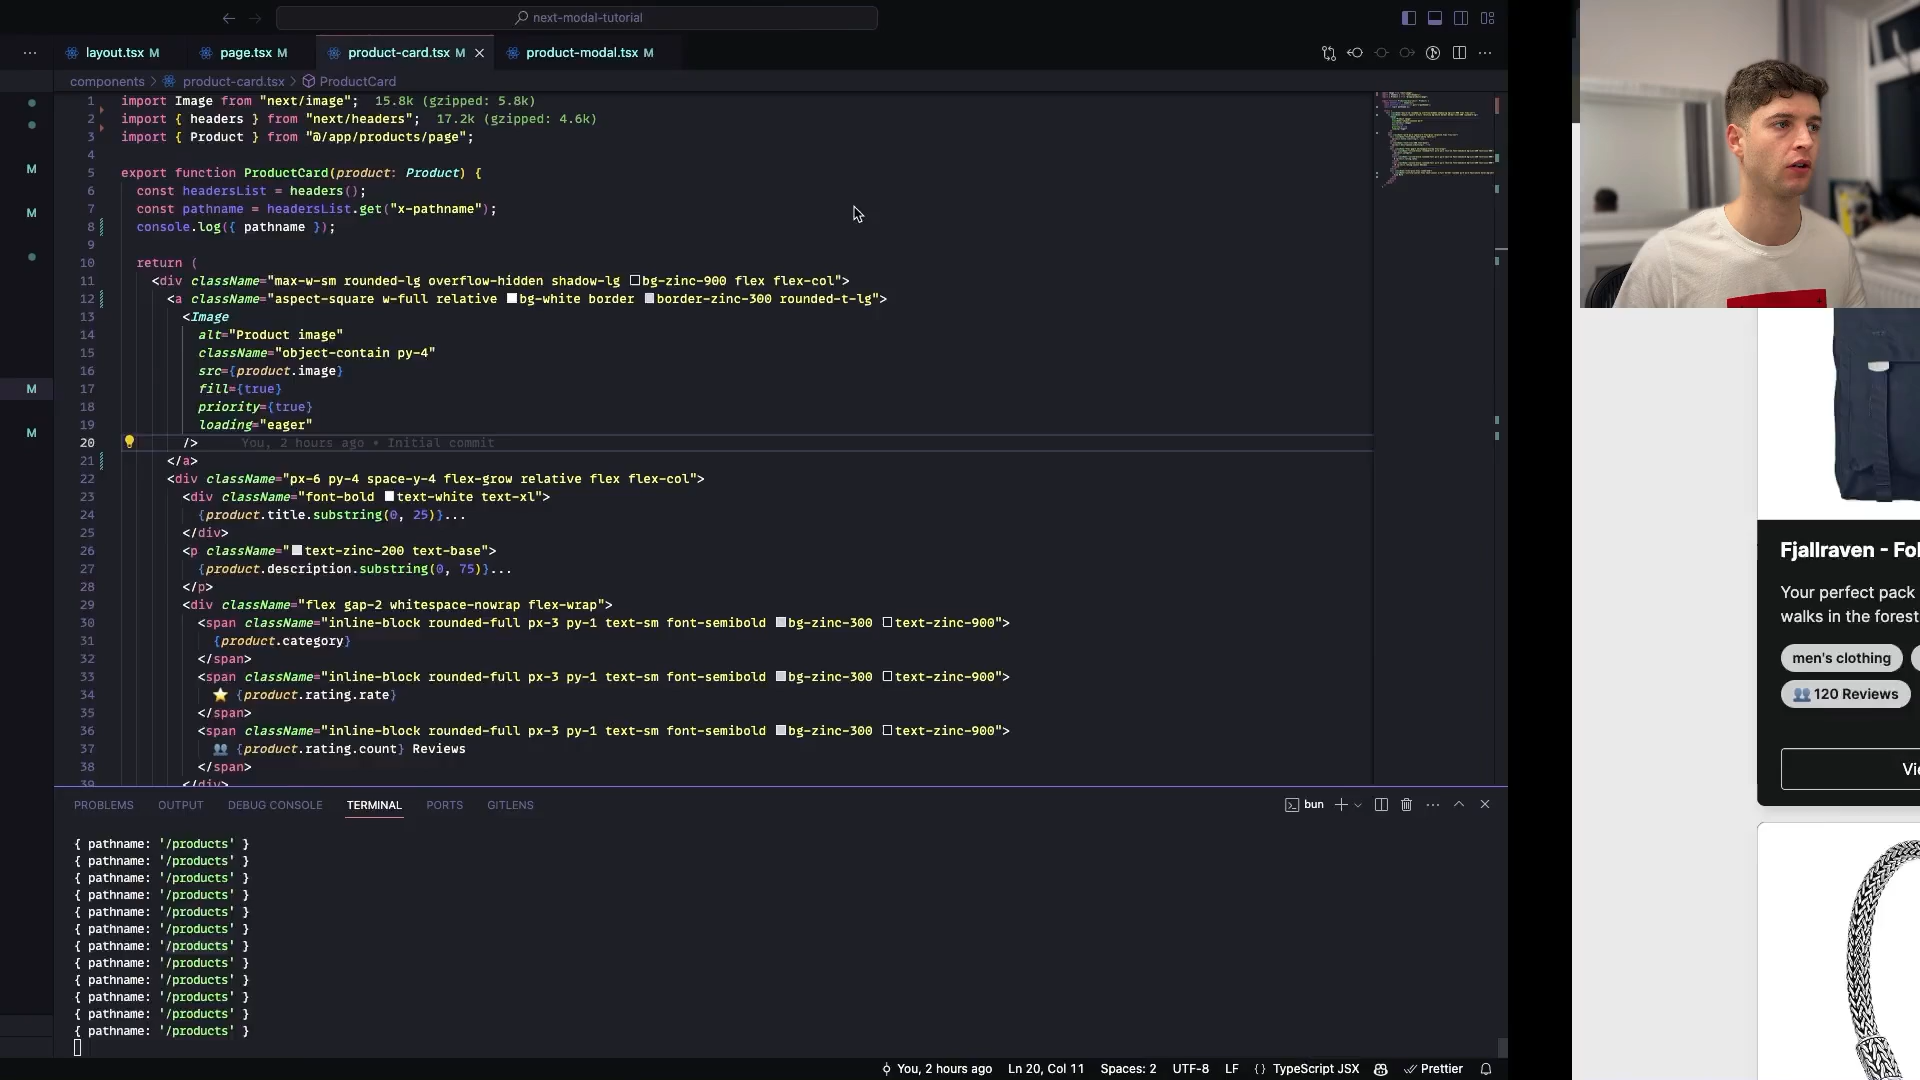 next-modal-tutorial
layout.tsx M
page.tsx M
product-card.tsx M
product-modal.tsx M
components > product-card.tsx > ProductCard
1 import Image from "next/image"; 15.8k (gzipped: 5.8k)
2 import { headers } from "next/headers"; 17.2k (gzipped: 4.6k)
3 import { Product } from "@/app/products/page";
4
5 export function ProductCard(product: Product) {
6 const headersList = headers();
7 const pathname = headersList.get("x-pathname");
8 console.log({ pathname });
9
10 return (
11 <div className="max-w-sm rounded-lg overflow-hidden shadow-lg bg-zinc-900 flex flex-col">
12 <a className="aspect-square w-full relative bg-white border border-zinc-300 rounded-t-lg">
13 <Image
14 alt="Product image"
15 className="object-contain py-4"
16 src={product.image}
17 fill={true}
18 priority={true}
19 loading="eager"
20 /> You, 2 hours ago • Initial commit
21 </a>
22 <div className="px-6 py-4 space-y-4 flex-grow relative flex flex-col">
23 <div className="font-bold text-white text-xl">
24 {product.title.substring(0, 25)}...
25 </div>
26 <p className="text-zinc-200 text-base">
27 {product.description.substring(0, 75)}...
28 </p>
29 <div className="flex gap-2 whitespace-nowrap flex-wrap">
30 <span className="inline-block rounded-full px-3 py-1 text-sm font-semibold bg-zinc-300 text-zinc-900">
31 {product.category}
32 </span>
33 <span className="inline-block rounded-full px-3 py-1 text-sm font-semibold bg-zinc-300 text-zinc-900">
34 ⭐ {product.rating.rate}
35 </span>
36 <span className="inline-block rounded-full px-3 py-1 text-sm font-semibold bg-zinc-300 text-zinc-900">
37 👥 {product.rating.count} Reviews
38 </span>
39 </div>
M
M
M
M
PROBLEMS OUTPUT DEBUG CONSOLE TERMINAL PORTS GITLENS
bun
{ pathname: '/products' }
{ pathname: '/products' }
{ pathname: '/products' }
{ pathname: '/products' }
{ pathname: '/products' }
{ pathname: '/products' }
{ pathname: '/products' }
{ pathname: '/products' }
{ pathname: '/products' }
{ pathname: '/products' }
{ pathname: '/products' }
{ pathname: '/products' }
You, 2 hours ago Ln 20, Col 11 Spaces: 2 UTF-8 LF {} TypeScript JSX Prettier
Fjallraven - Fol
Your perfect pack
walks in the forest
men's clothing
👥 120 Reviews
Vi